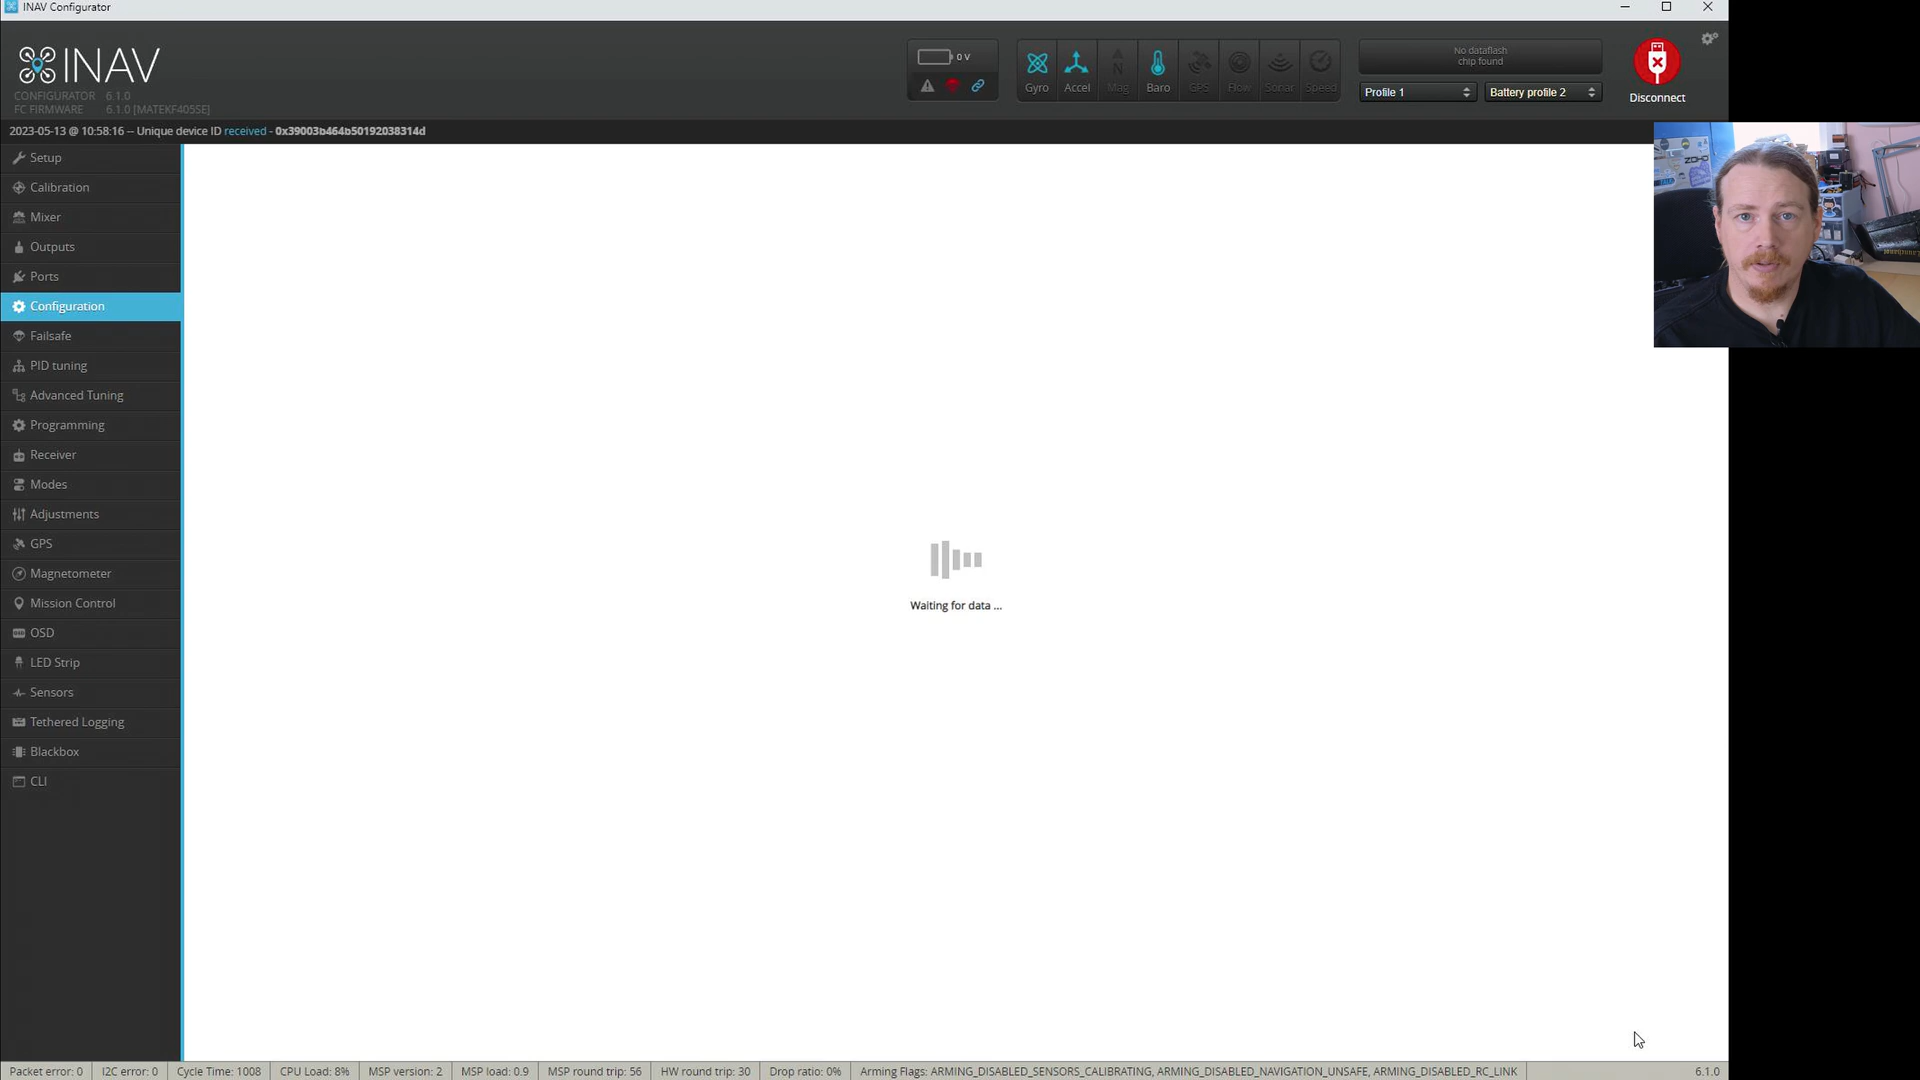 INAV Configurator
INAV
CONFIGURATOR 6.1.0
FC FIRMWARE 6.1.0 [MATEKF405SE]
0 V
Gyro
Accel
Mag
Baro
GPS
Flow
Sonar
Speed
No dataflash
chip found
Profile 1
Battery profile 2
Disconnect
2023-05-13 @ 10:58:16 -- Unique device ID received - 0x39003b464b50192038314d
Setup
Calibration
Mixer
Outputs
Ports
Configuration
Failsafe
PID tuning
Advanced Tuning
Programming
Receiver
Modes
Adjustments
GPS
Magnetometer
Mission Control
OSD
LED Strip
Sensors
Tethered Logging
Blackbox
CLI
ZOHD
Waiting for data ...
Packet error: 0
I2C error: 0
Cycle Time: 1008
CPU Load: 8%
MSP version: 2
MSP load: 0.9
MSP round trip: 56
HW round trip: 30
Drop ratio: 0%
Arming Flags: ARMING_DISABLED_SENSORS_CALIBRATING, ARMING_DISABLED_NAVIGATION_UNSAFE, ARMING_DISABLED_RC_LINK
6.1.0